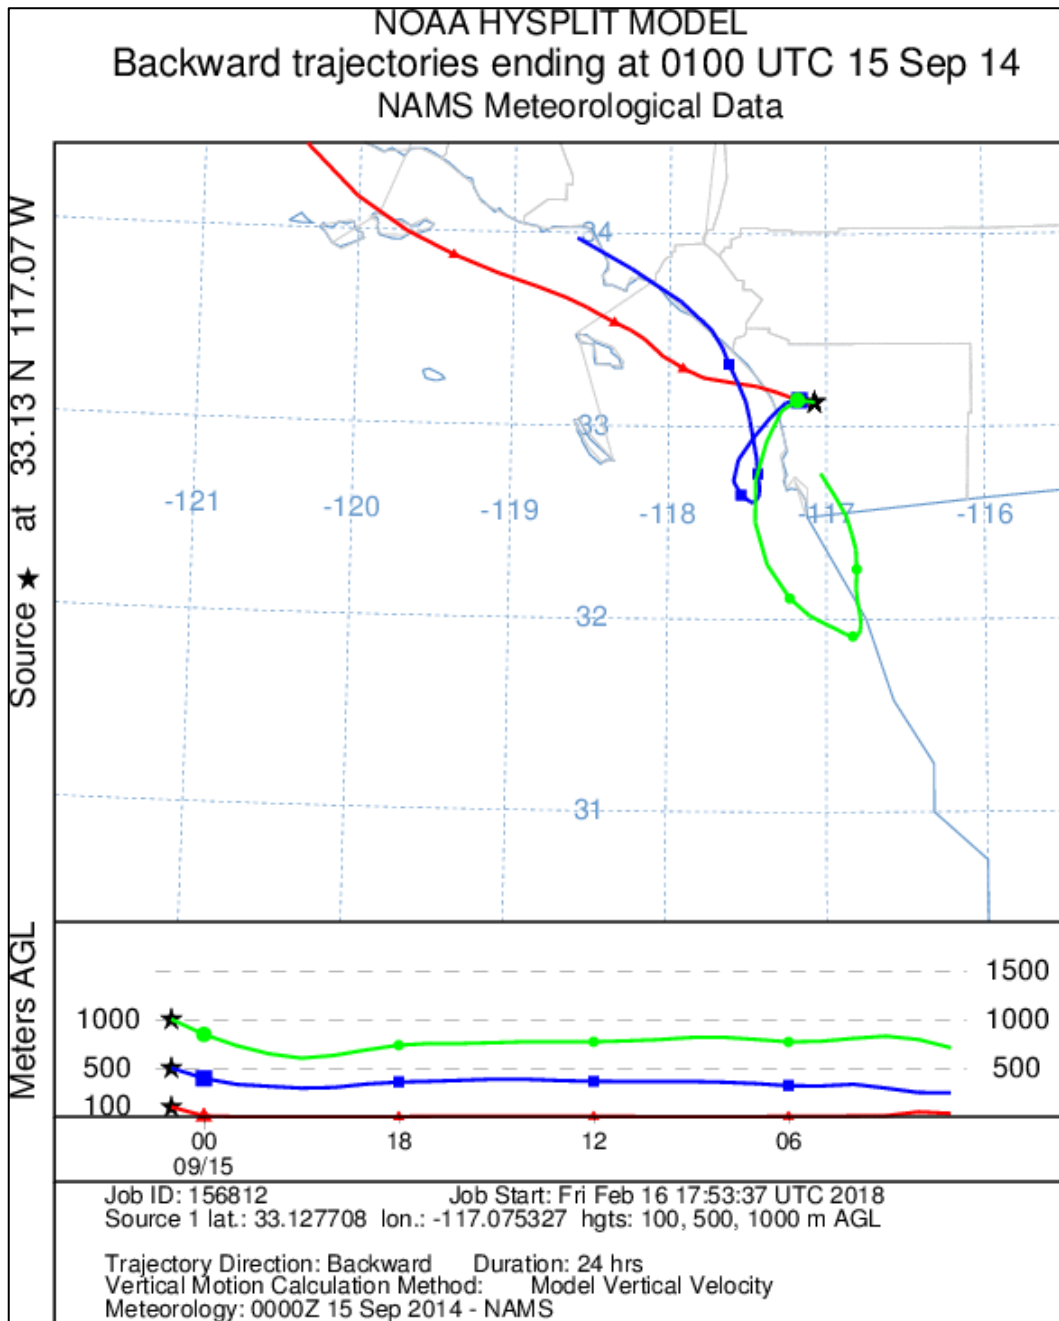 NOAA HYSPLIT MODEL
Backward trajectories ending at 0100 UTC 15 Sep 14
NAMS Meteorological Data
Source ★ at 33.13 N 117.07 W
34
33
-121
-120
-119
-118
-117
-116
32
31
Meters AGL
1500
1000
1000
500
500
100
00
18
12
06
09/15
Job ID: 156812 Job Start: Fri Feb 16 17:53:37 UTC 2018
Source 1 lat.: 33.127708 lon.: -117.075327 hgts: 100, 500, 1000 m AGL
Trajectory Direction: Backward Duration: 24 hrs
Vertical Motion Calculation Method: Model Vertical Velocity
Meteorology: 0000Z 15 Sep 2014 - NAMS